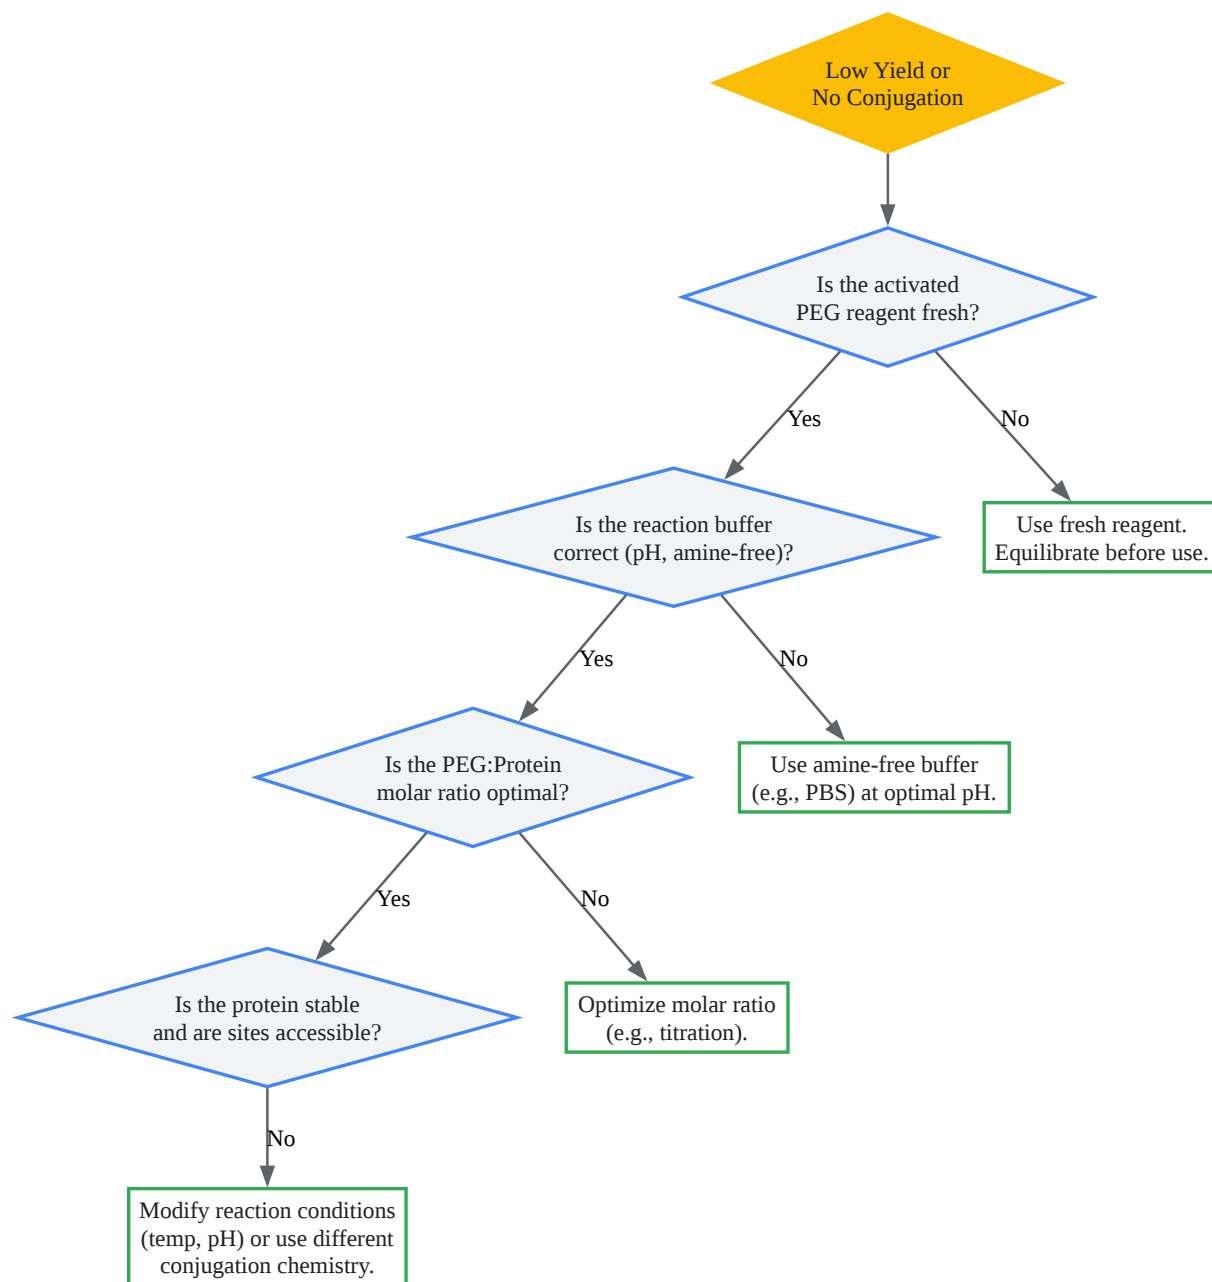 Low Yield or
No Conjugation
Is the activated
PEG reagent fresh?
Yes
No
Is the reaction buffer
correct (pH, amine-free)?
Use fresh reagent.
Equilibrate before use.
Yes
No
Is the PEG:Protein
molar ratio optimal?
Use amine-free buffer
(e.g., PBS) at optimal pH.
Yes
No
Is the protein stable
and are sites accessible?
Optimize molar ratio
(e.g., titration).
No
Modify reaction conditions
(temp, pH) or use different
conjugation chemistry.